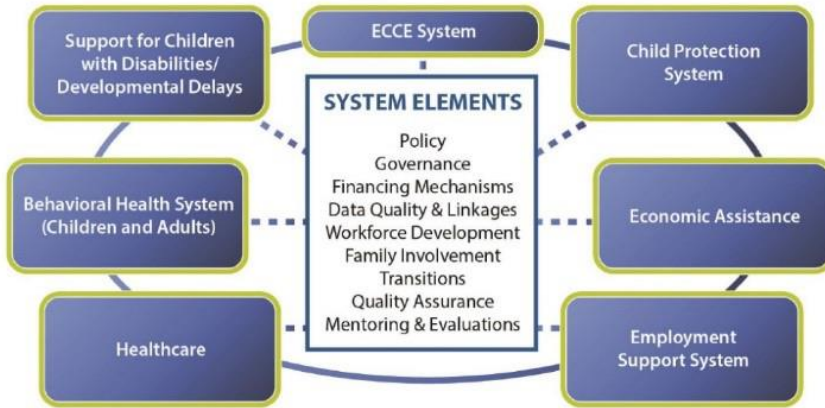 ECCE System
Support for Children
with Disabilities/
Developmental Delays
Child Protection
System
SYSTEM ELEMENTS
Policy
Governance
Financing Mechanisms
Data Quality & Linkages
Workforce Development
Family Involvement
Transitions
Quality Assurance
Mentoring & Evaluations
Behavioral Health System
(Children and Adults)
Economic Assistance
Healthcare
Employment
Support System